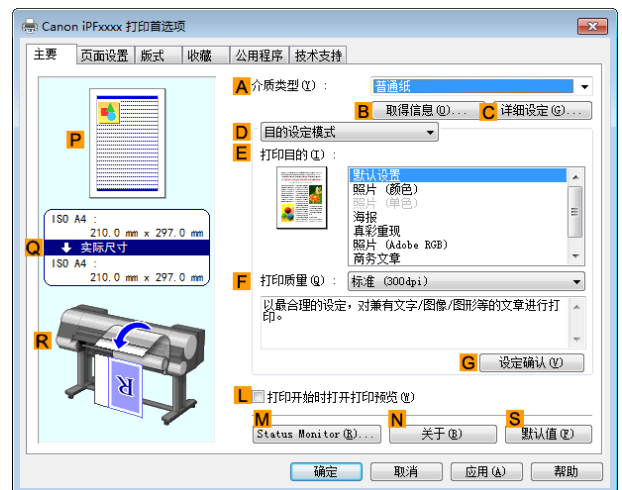 Canon iPFxxxx 打印首选项
主要 页面设置 版式 收藏 公用程序 技术支持
A 介质类型(Y) : 普通纸
B 取得信息(O)... C 详细设定(G)...
D 目的设定模式
E 打印目的(I) :
默认设置
照片 (颜色)
照片 (单色)
海报
真彩重现
照片 (Adobe RGB)
商务文章
P
ISO A4 :
210.0 mm x 297.0 mm
Q 实际尺寸
ISO A4 :
210.0 mm x 297.0 mm
F 打印质量(Q) : 标准 (300dpi)
以最合理的设定，对兼有文字/图像/图形等的文章进行打
印。
R
R
G 设定确认(V)
L 打印开始时打开打印预览(W)
M N S
Status Monitor(R)... 关于(B) 默认值(F)
确定 取消 应用(A) 帮助